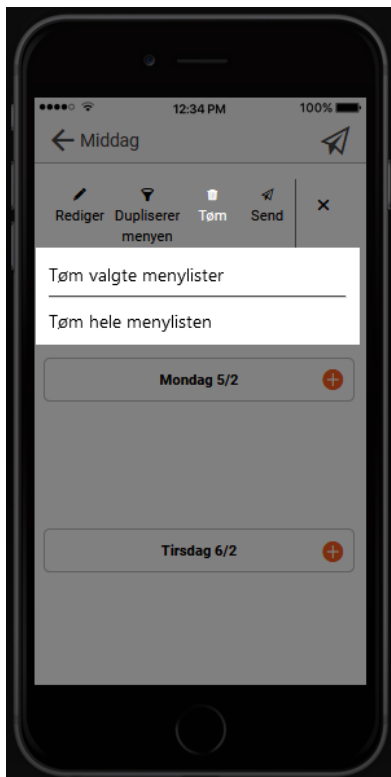 12:34 PM
100%
Middag
Rediger Dupliserer menyen Tøm Send
Tøm valgte menylister
Tøm hele menylisten
Mondag 5/2
Tirsdag 6/2